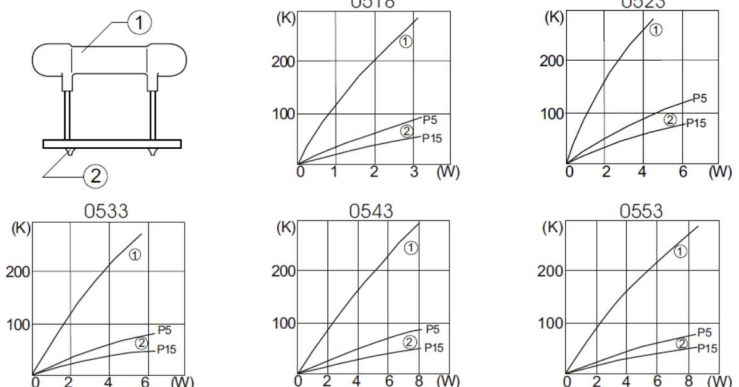 ①
②
0518
(K)
200
100
①
②
P5
P15
0 1 2 3 (W)
0523
(K)
200
100
①
②
P5
P15
0 2 4 6 (W)
0533
(K)
200
100
①
②
P5
P15
0 2 4 6 (W)
0543
(K)
200
100
①
②
P5
P15
0 2 4 6 8 (W)
0553
(K)
200
100
①
②
P5
P15
0 2 4 6 8 (W)